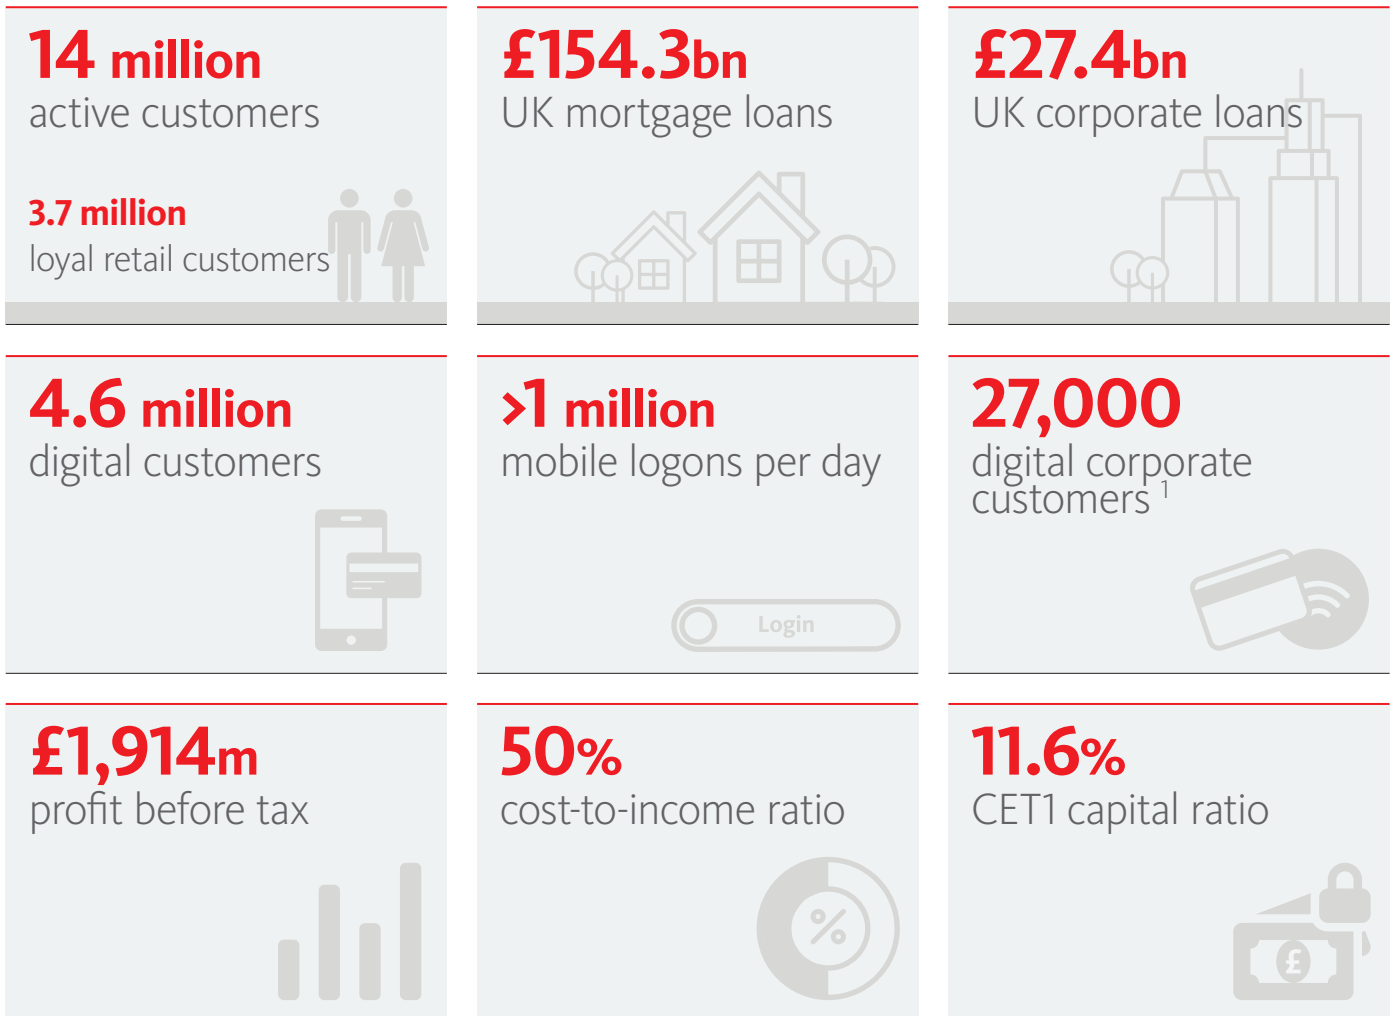 14 million
active customers
3.7 million
loyal retail customers
£154.3bn
UK mortgage loans
£27.4bn
UK corporate loans
4.6 million
digital customers
>1 million
mobile logons per day
Login
27,000
digital corporate
customers 1
£1,914m
profit before tax
50%
cost-to-income ratio
%
11.6%
CET1 capital ratio
£